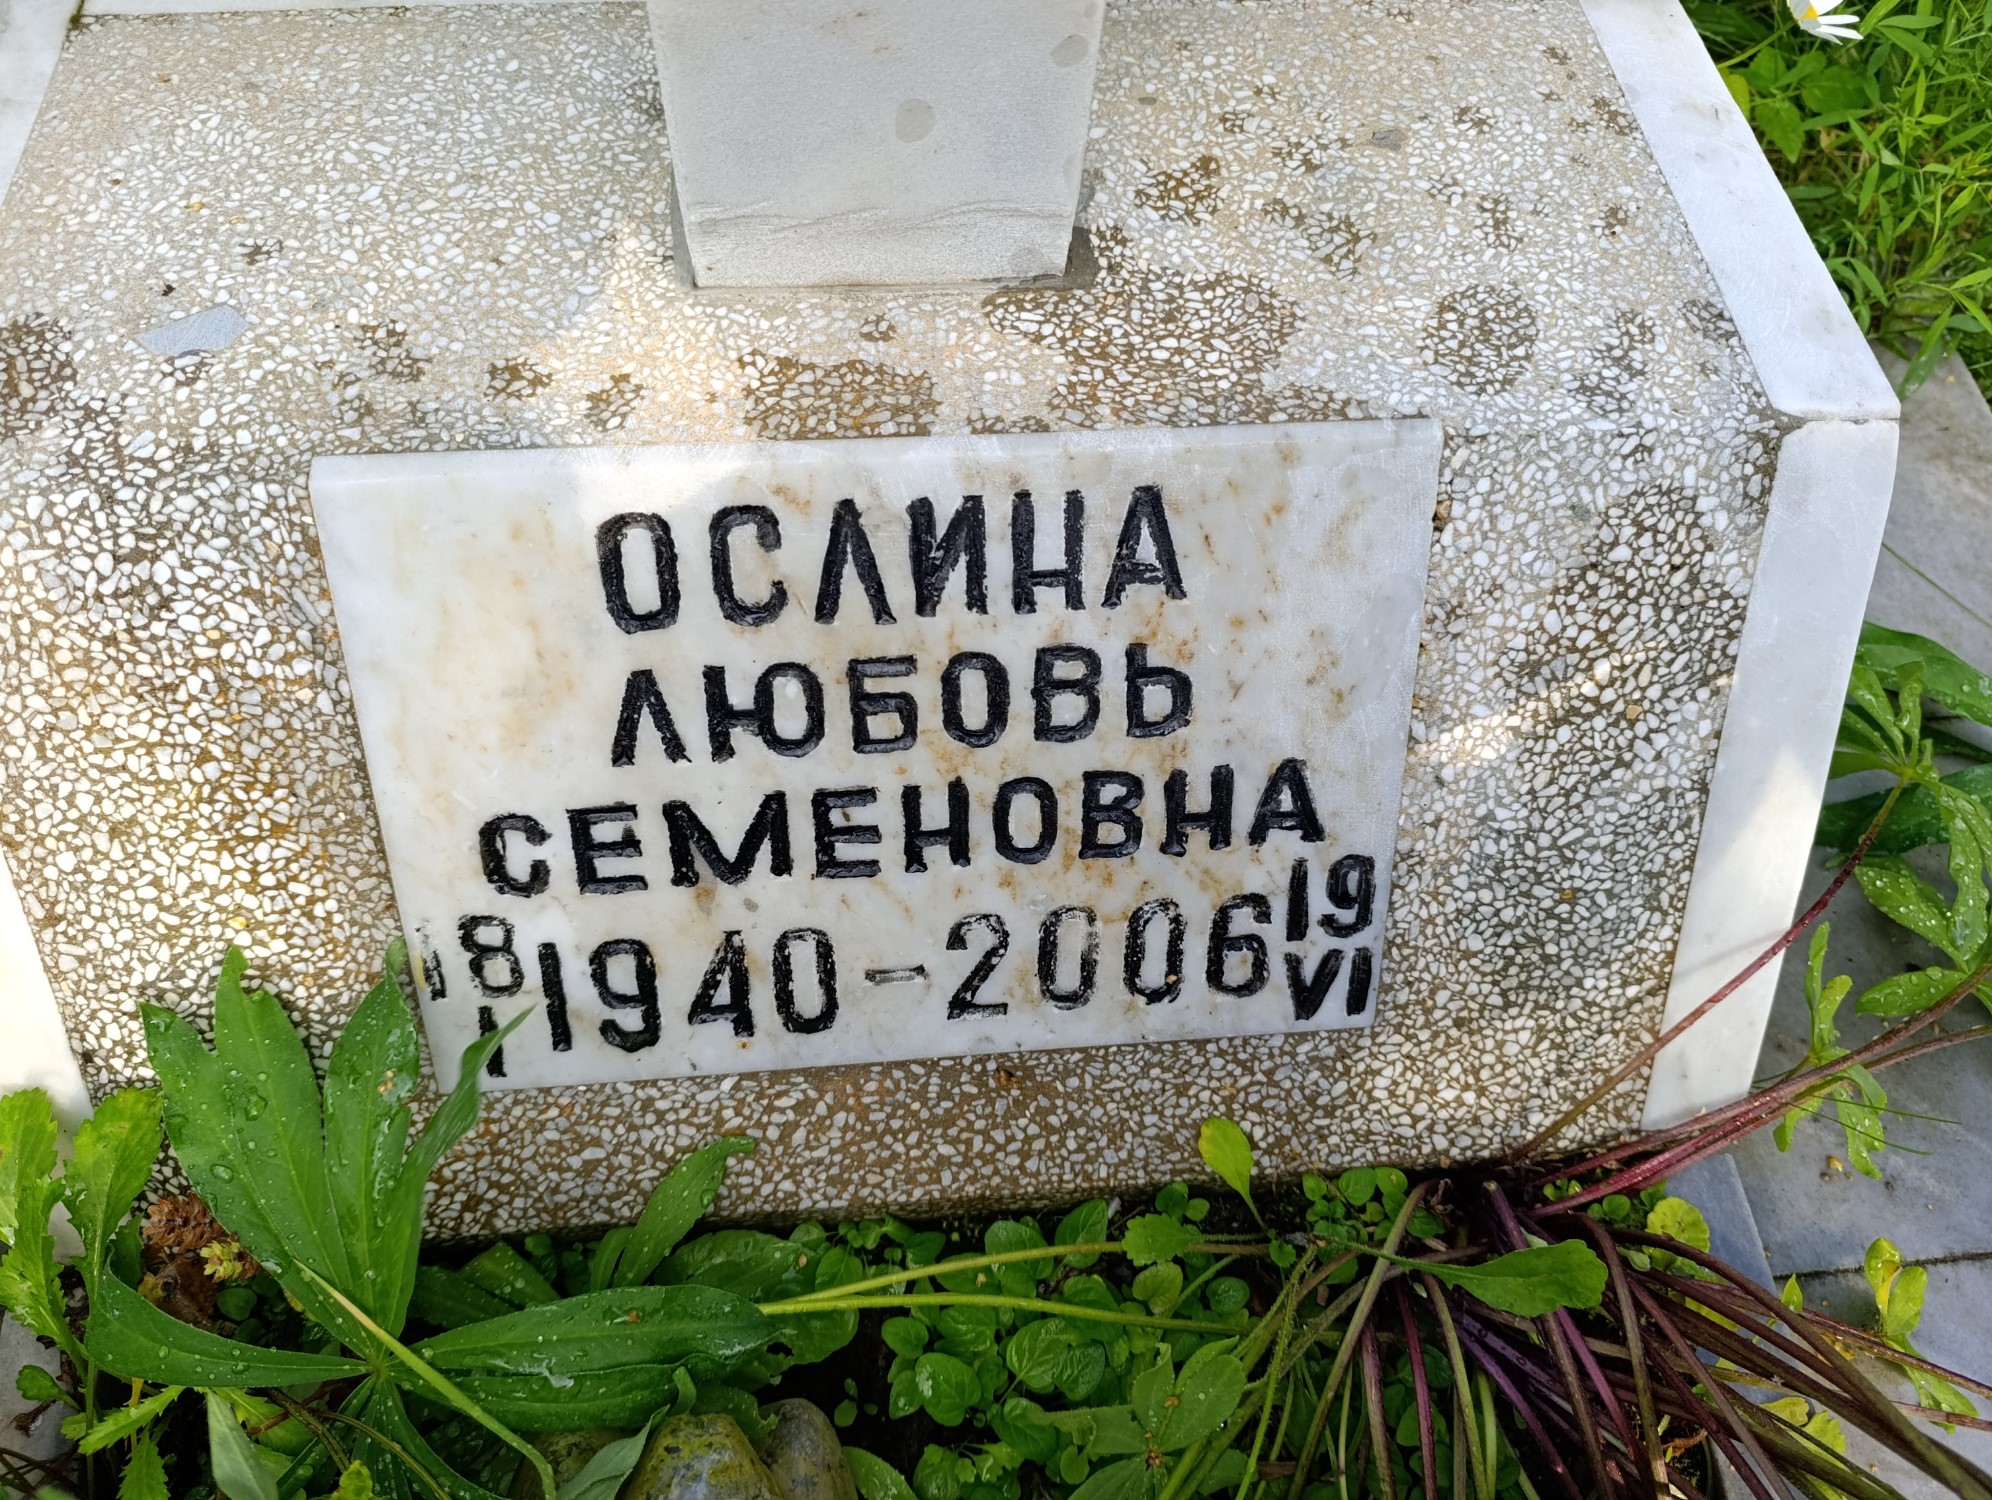 ОСЛИНА
ЛЮБОВЬ
СЕМЕНОВНА
18 I 1940-2006 19 VI